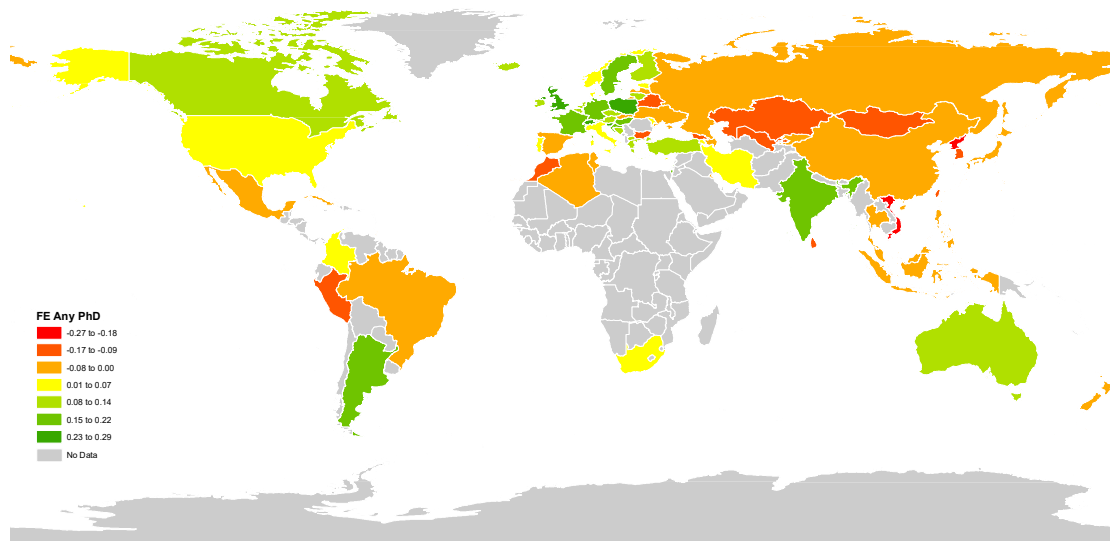 FE Any PhD
-0.27 to -0.18
-0.17 to -0.09
-0.08 to 0.00
0.01 to 0.07
0.08 to 0.14
0.15 to 0.22
0.23 to 0.29
No Data